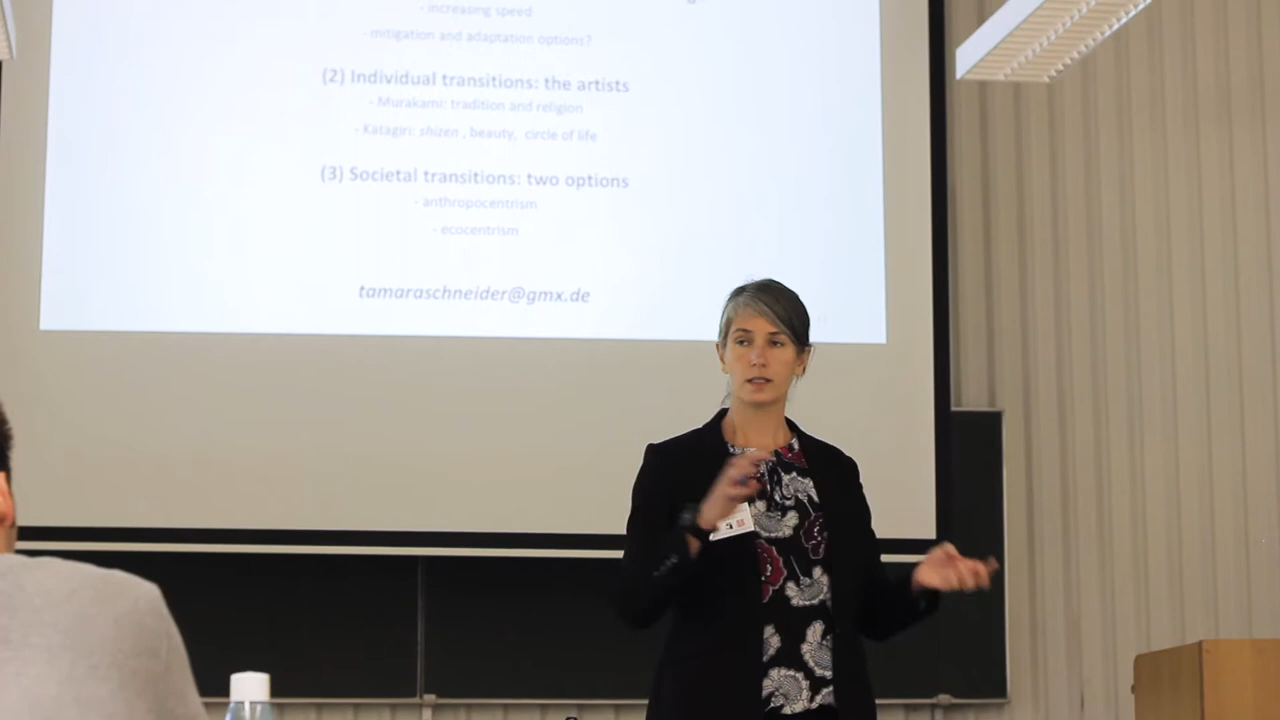 - increasing speed
- mitigation and adaptation options?
(2) Individual transitions: the artists
- Murakami: tradition and religion
- Katagiri: shizen , beauty, circle of life
(3) Societal transitions: two options
- anthropocentrism
- ecocentrism
tamaraschneider@gmx.de